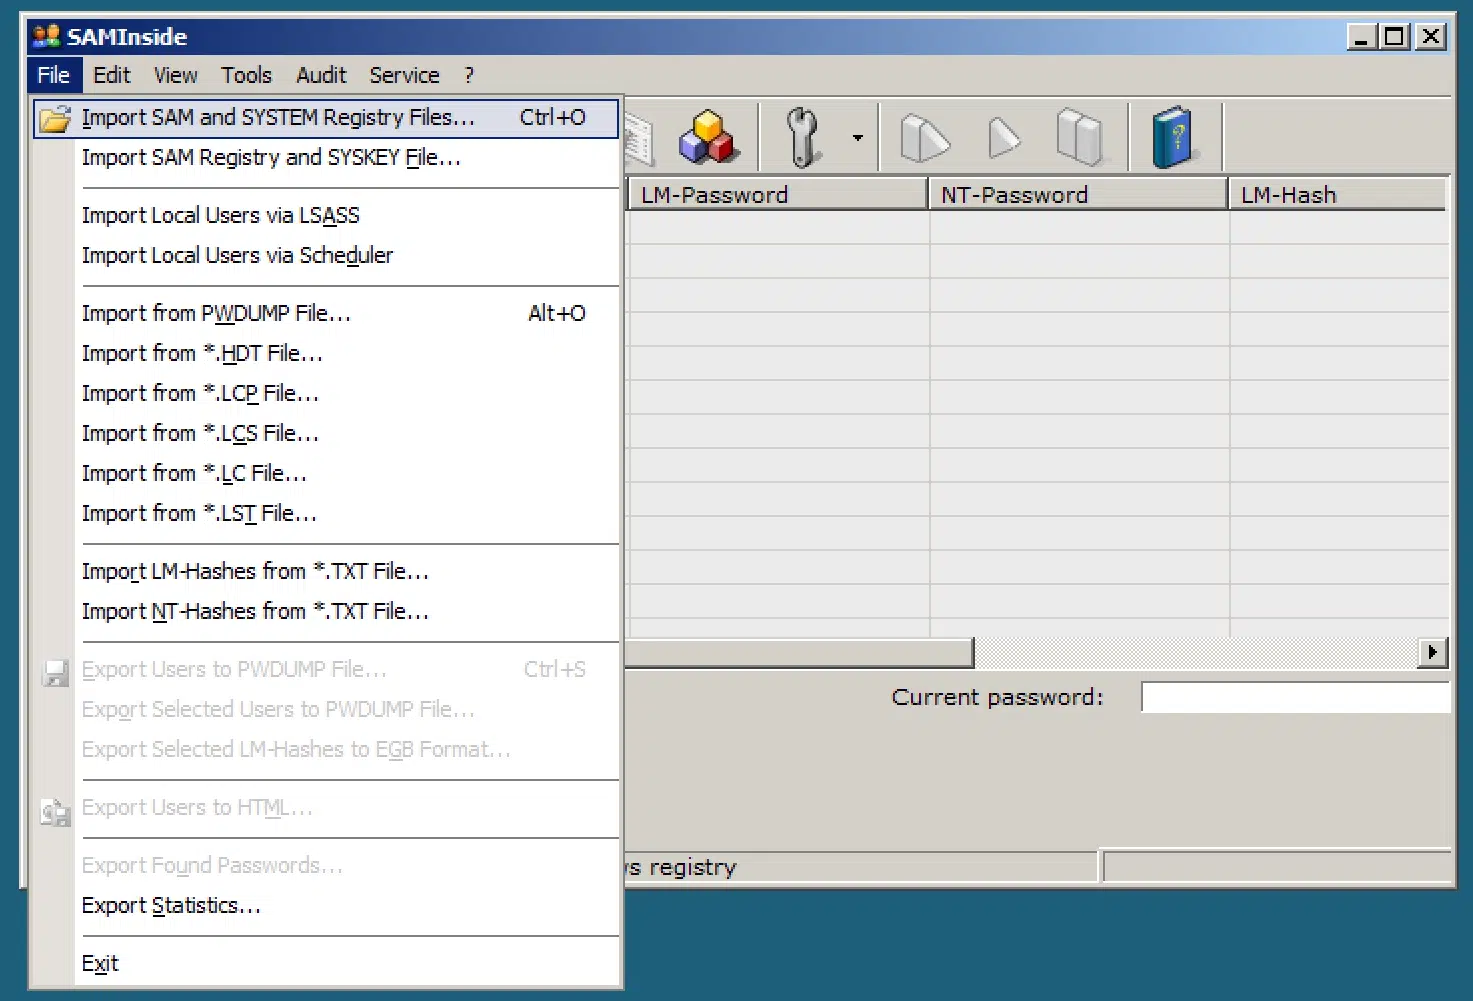 SAMInside
File Edit View Tools Audit Service ?
Import SAM and SYSTEM Registry Files... Ctrl+O
Import SAM Registry and SYSKEY File...
Import Local Users via LSASS
Import Local Users via Scheduler
Import from PWDUMP File... Alt+O
Import from *.HDT File...
Import from *.LCP File...
Import from *.LCS File...
Import from *.LC File...
Import from *.LST File...
Import LM-Hashes from *.TXT File...
Import NT-Hashes from *.TXT File...
Export Users to PWDUMP File... Ctrl+S
Export Selected Users to PWDUMP File...
Export Selected LM-Hashes to EGB Format...
Export Users to HTML...
Export Found Passwords...
Export Statistics...
Exit
LM-Password NT-Password LM-Hash
Current password:
registry